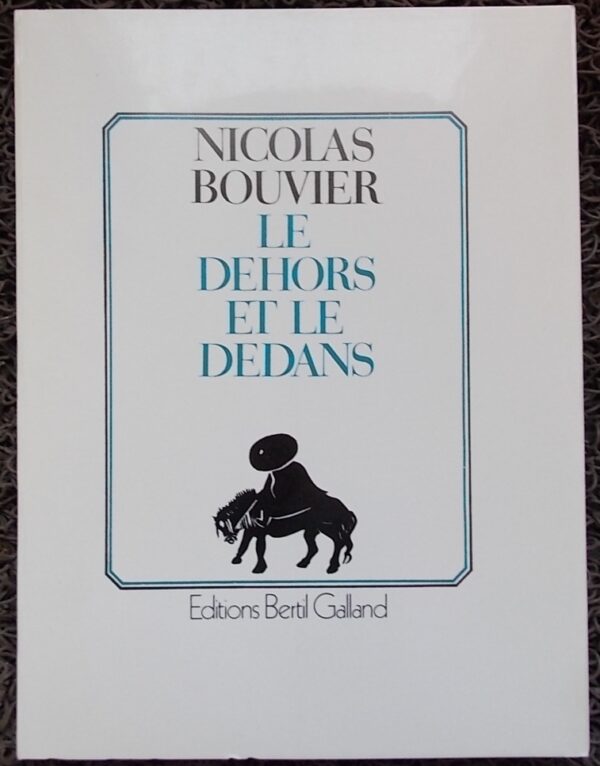 NICOLAS
BOUVIER
LE
DEHORS
ET LE
DEDANS
Editions Bertil Galland